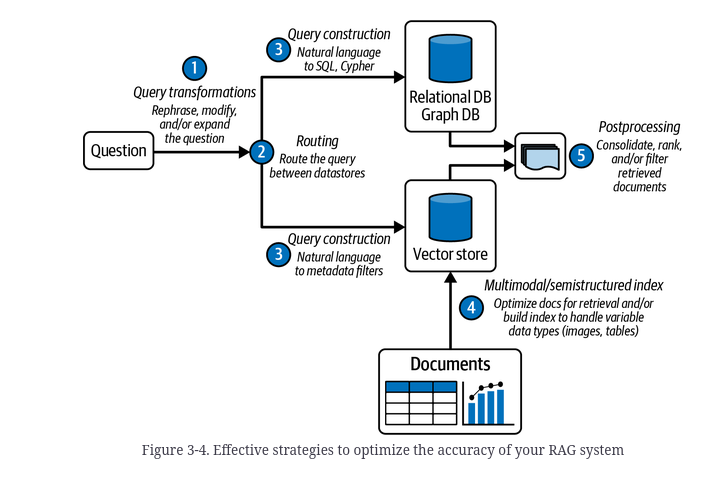 1
Query transformations
Rephrase, modify,
and/or expand
the question
Question
2
Routing
Route the query
between datastores
3
Query construction
Natural language
to SQL, Cypher
Relational DB
Graph DB
3
Query construction
Natural language
to metadata filters
Vector store
5
Postprocessing
Consolidate, rank,
and/or filter
retrieved
documents
4
Multimodal/semistructured index
Optimize docs for retrieval and/or
build index to handle variable
data types (images, tables)
Documents
Figure 3-4. Effective strategies to optimize the accuracy of your RAG system